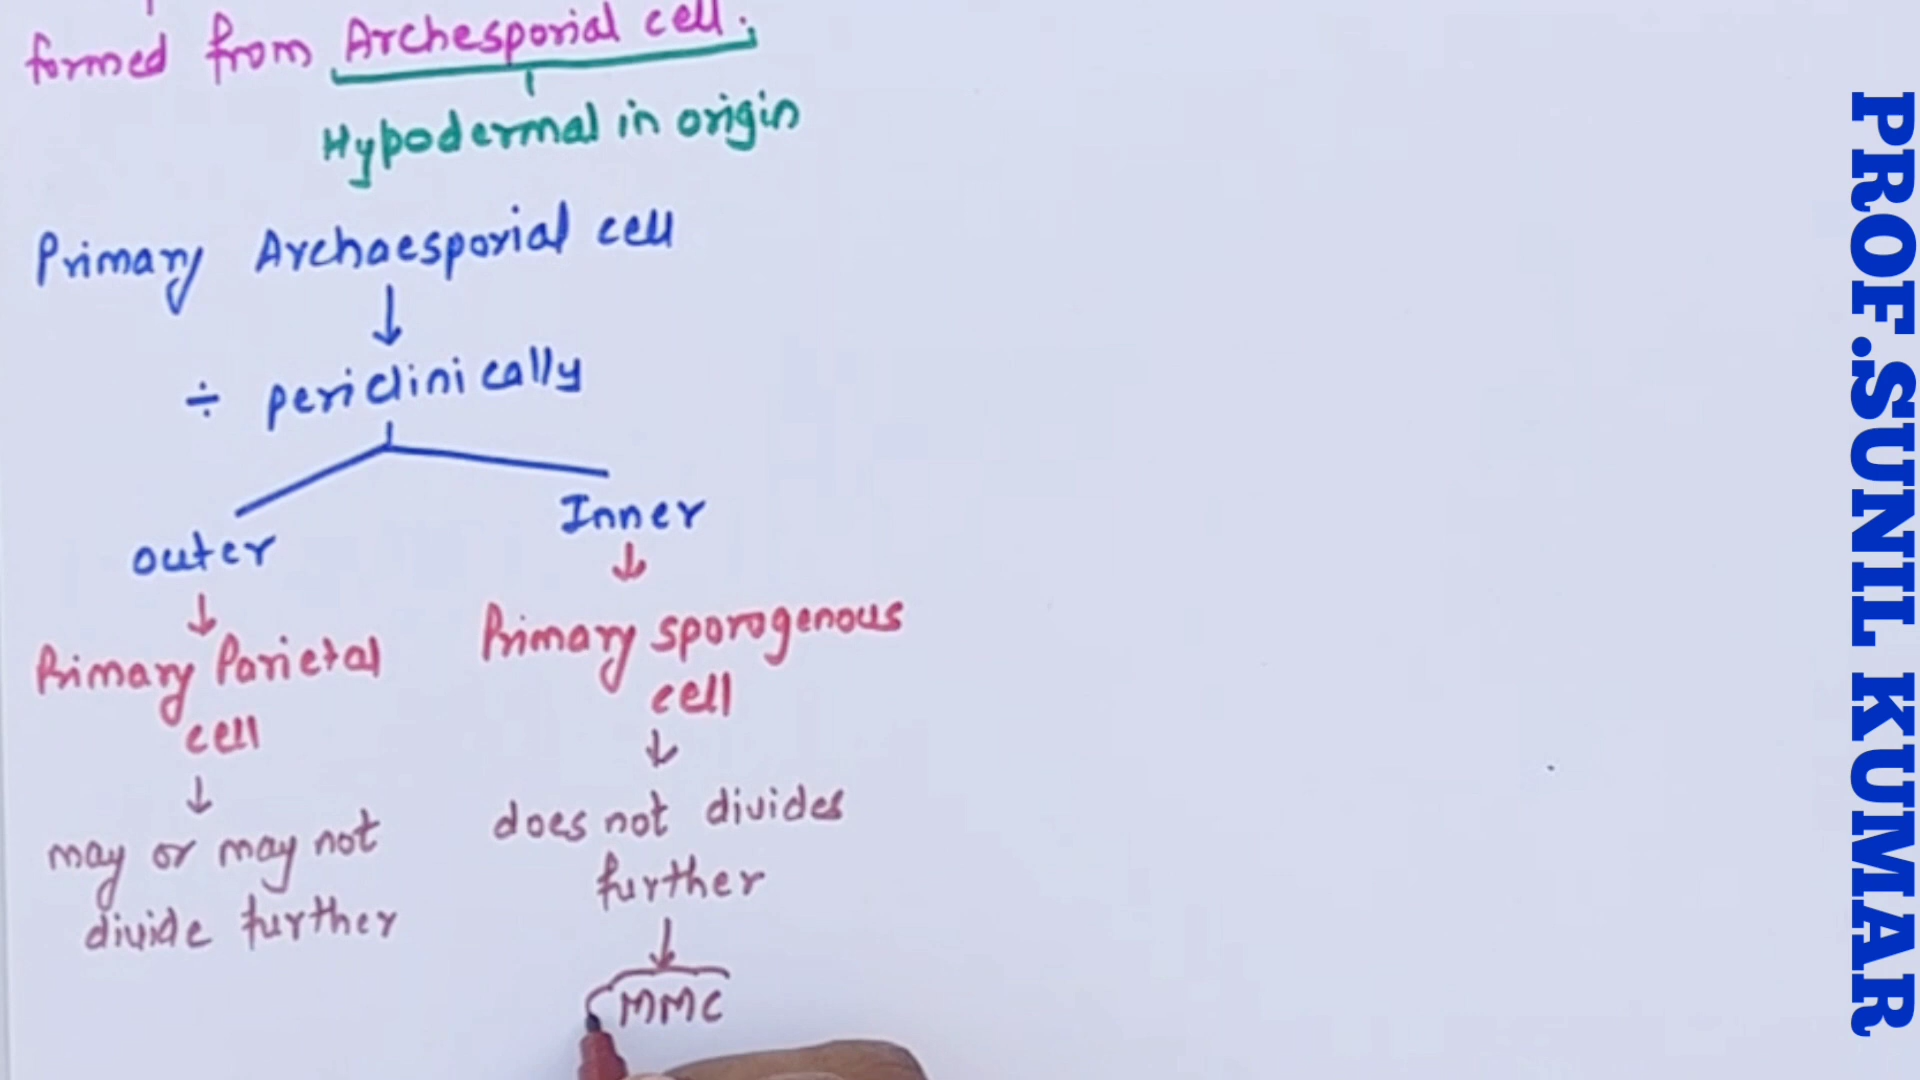 formed from Archesporial cell.
Hypodermal in origin
Primary Archaesporial cell
↓
÷ periclinically
outer
Inner
↓
↓
Primary Parietal
cell
Primary sporogenous
cell
↓
↓
may or may not
divide further
does not divides
further
↓
MMC
PROF.SUNIL KUMAR